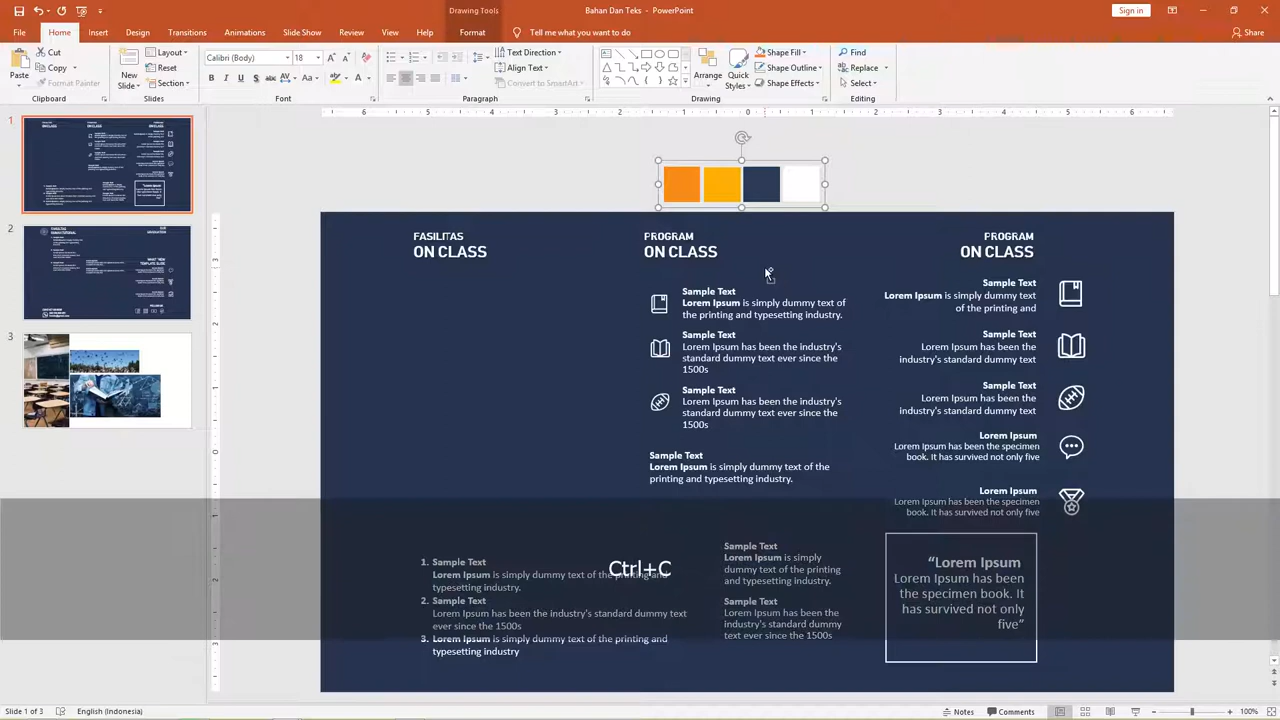 Drawing Tools
Bahan Dan Teks - PowerPoint
Sign in
File
Home
Insert
Design
Transitions
Animations
Slide Show
Review
View
Help
Format
Tell me what you want to do
Share
Paste
Cut
Copy
Format Painter
Clipboard
New
Slide
Layout
Reset
Section
Slides
Calibri (Body)
18
Font
Text Direction
Align Text
Convert to SmartArt
Paragraph
Arrange
Quick
Styles
Shape Fill
Shape Outline
Shape Effects
Drawing
Find
Replace
Select
Editing
1
2
3
FASILITAS
ON CLASS
PROGRAM
ON CLASS
Sample Text
Lorem Ipsum is simply dummy text of
the printing and typesetting industry.
Sample Text
Lorem Ipsum has been the industry's
standard dummy text ever since the
1500s
Sample Text
Lorem Ipsum has been the industry's
standard dummy text ever since the
1500s
Sample Text
Lorem Ipsum is simply dummy text of the
printing and typesetting industry.
PROGRAM
ON CLASS
Sample Text
Lorem Ipsum is simply dummy text
of the printing and
Sample Text
Lorem Ipsum has been the
industry's standard dummy text
Sample Text
Lorem Ipsum has been the
industry's standard dummy text
Lorem Ipsum
Lorem Ipsum has been the specimen
book. It has survived not only five
Lorem Ipsum
Lorem Ipsum has been the specimen
book. It has survived not only five
1. Sample Text
Lorem Ipsum is simply dummy text of the printing and
typesetting industry.
2. Sample Text
Lorem Ipsum has been the industry's standard dummy text
ever since the 1500s
3. Lorem Ipsum is simply dummy text of the printing and
typesetting industry
Ctrl+C
Sample Text
Lorem Ipsum is simply
dummy text of the printing
and typesetting industry.
Sample Text
Lorem Ipsum has been the
industry's standard dummy
text ever since the 1500s
“Lorem Ipsum
Lorem Ipsum has been
the specimen book. It
has survived not only
five”
Slide 1 of 3
English (Indonesia)
Notes
Comments
100%